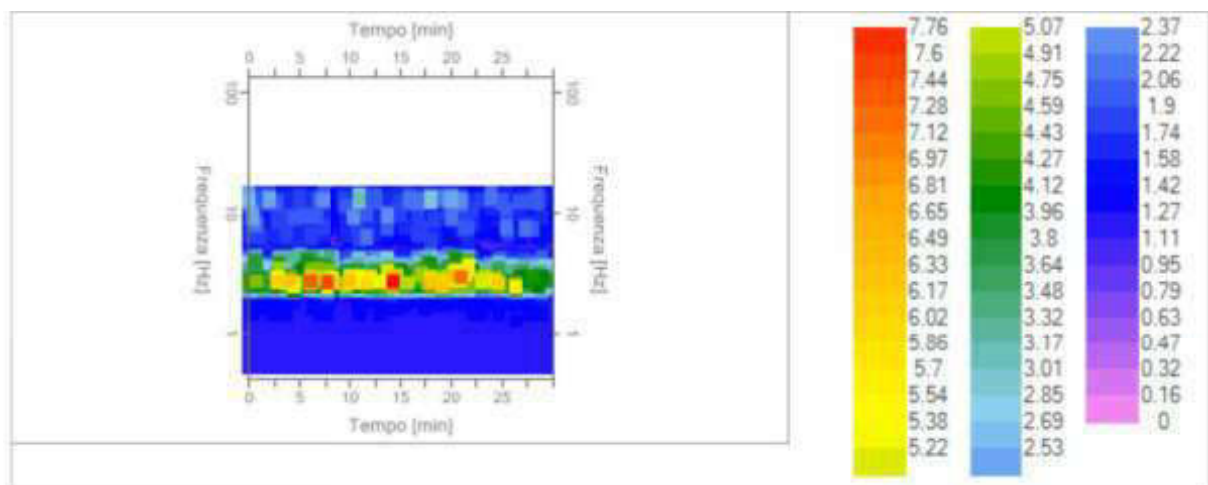 Tempo [min]
0 5 10 15 20 25
100 100
10 10
Frequenza [Hz] Frequenza [Hz]
1 1
0 5 10 15 20 25
Tempo [min]
7.76 5.07 2.37
7.6 4.91 2.22
7.44 4.75 2.06
7.28 4.59 1.9
7.12 4.43 1.74
6.97 4.27 1.58
6.81 4.12 1.42
6.65 3.96 1.27
6.49 3.8 1.11
6.33 3.64 0.95
6.17 3.48 0.79
6.02 3.32 0.63
5.86 3.17 0.47
5.7 3.01 0.32
5.54 2.85 0.16
5.38 2.69 0
5.22 2.53